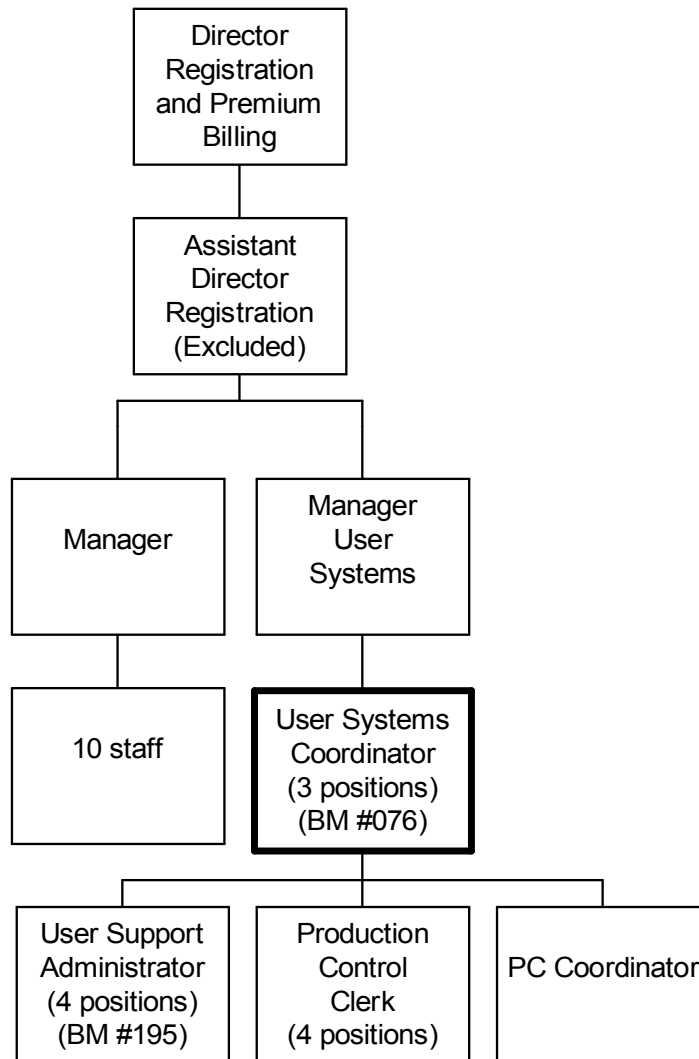 Director
Registration
and Premium
Billing
Assistant
Director
Registration
(Excluded)
Manager
Manager
User
Systems
10 staff
User Systems
Coordinator
(3 positions)
(BM #076)
User Support
Administrator
(4 positions)
(BM #195)
Production
Control
Clerk
(4 positions)
PC Coordinator